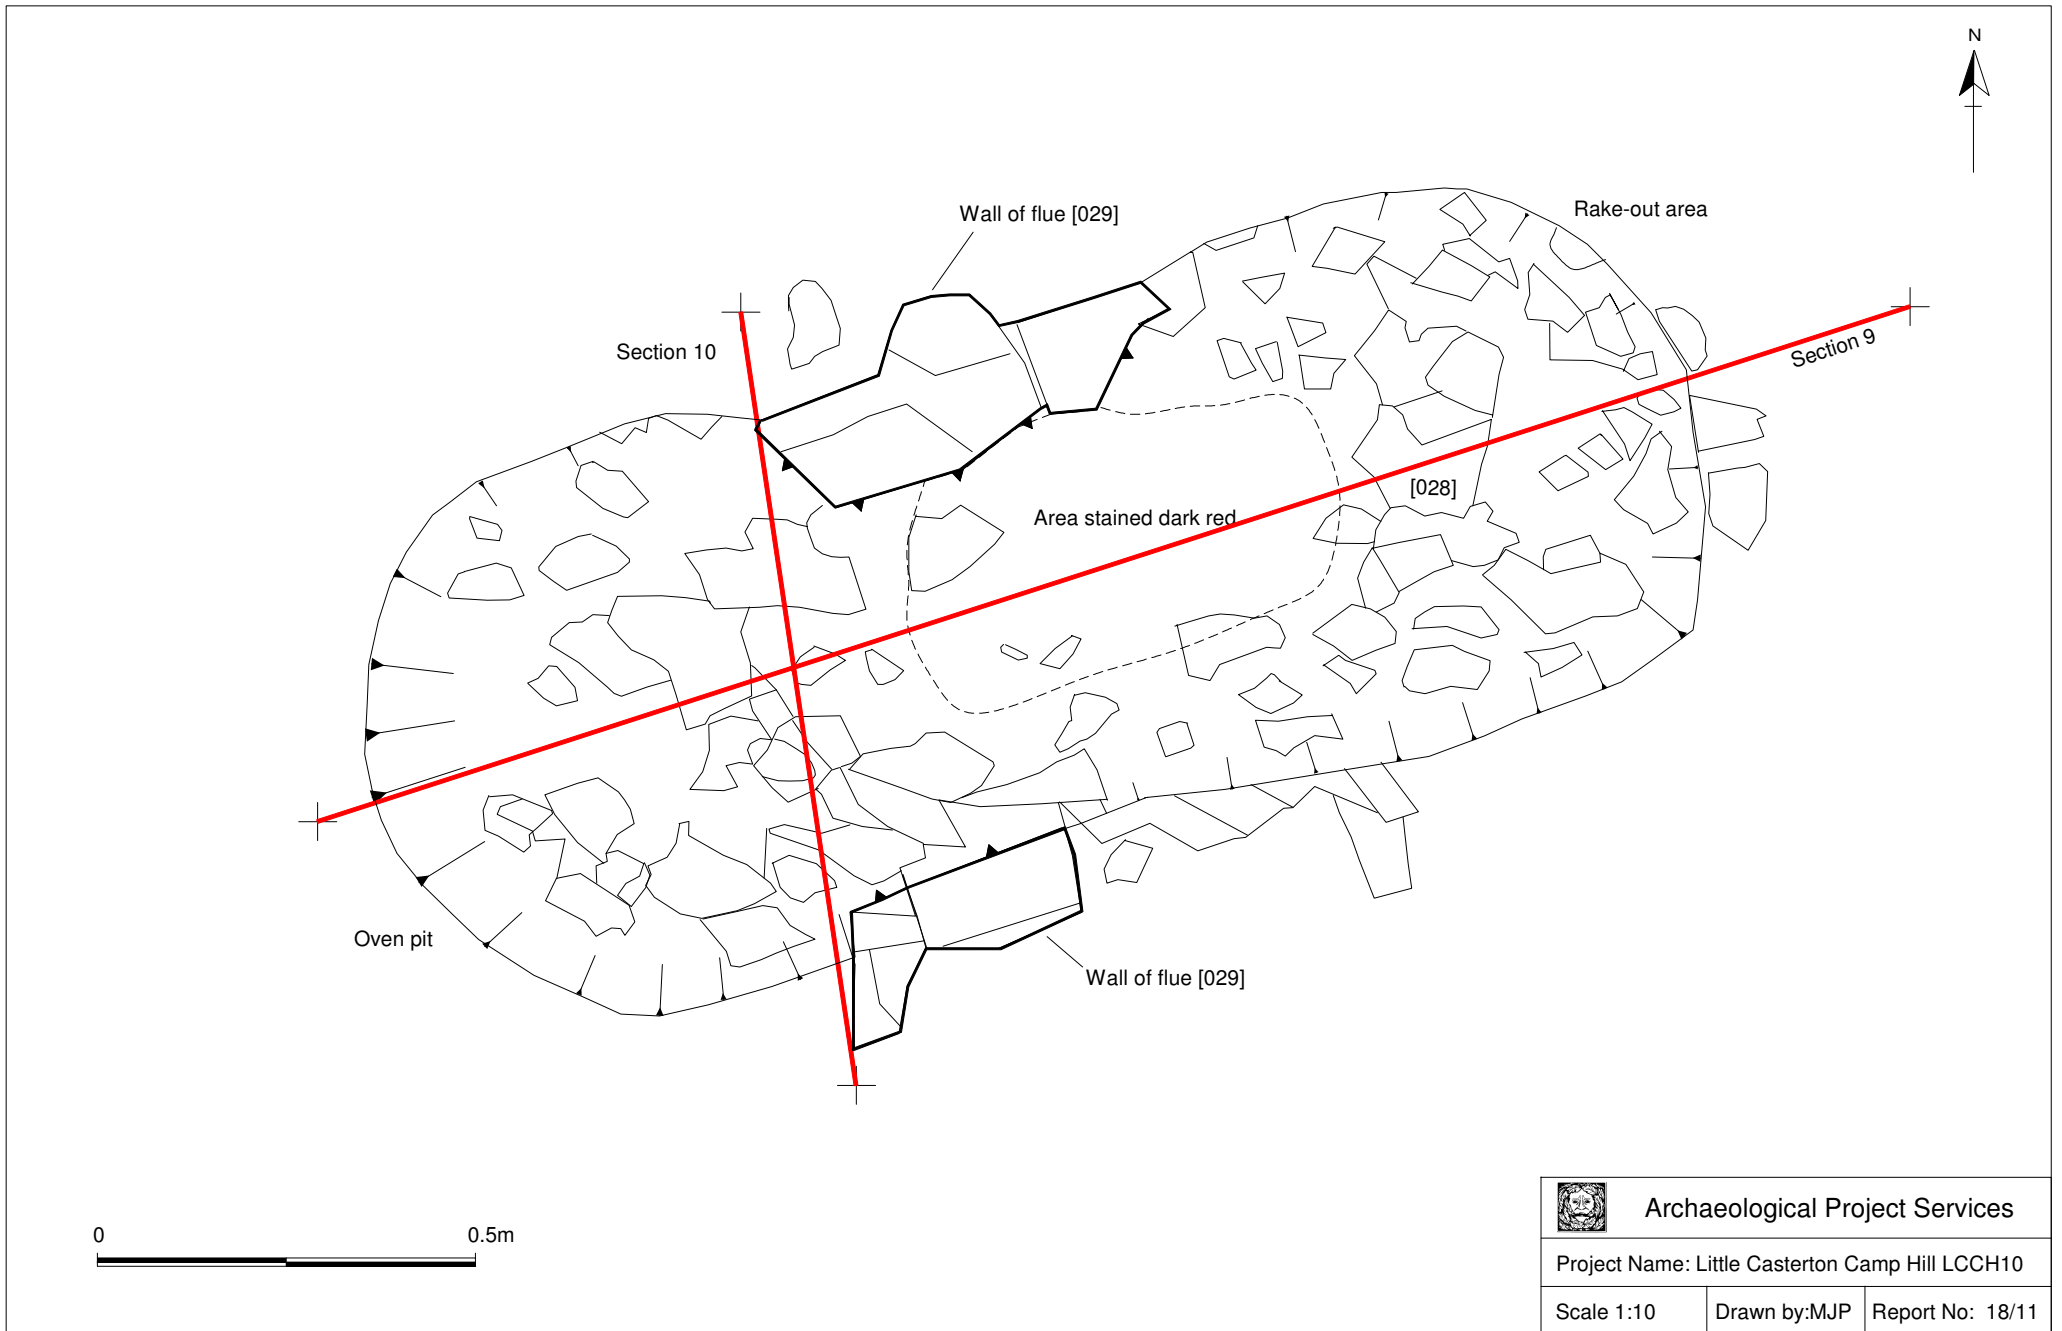 N
Wall of flue [029]
Rake-out area
Section 10
Section 9
[028]
Area stained dark red
Oven pit
Wall of flue [029]
0 0.5m
Archaeological Project Services
Project Name: Little Casterton Camp Hill LCCH10
Scale 1:10 Drawn by:MJP Report No: 18/11